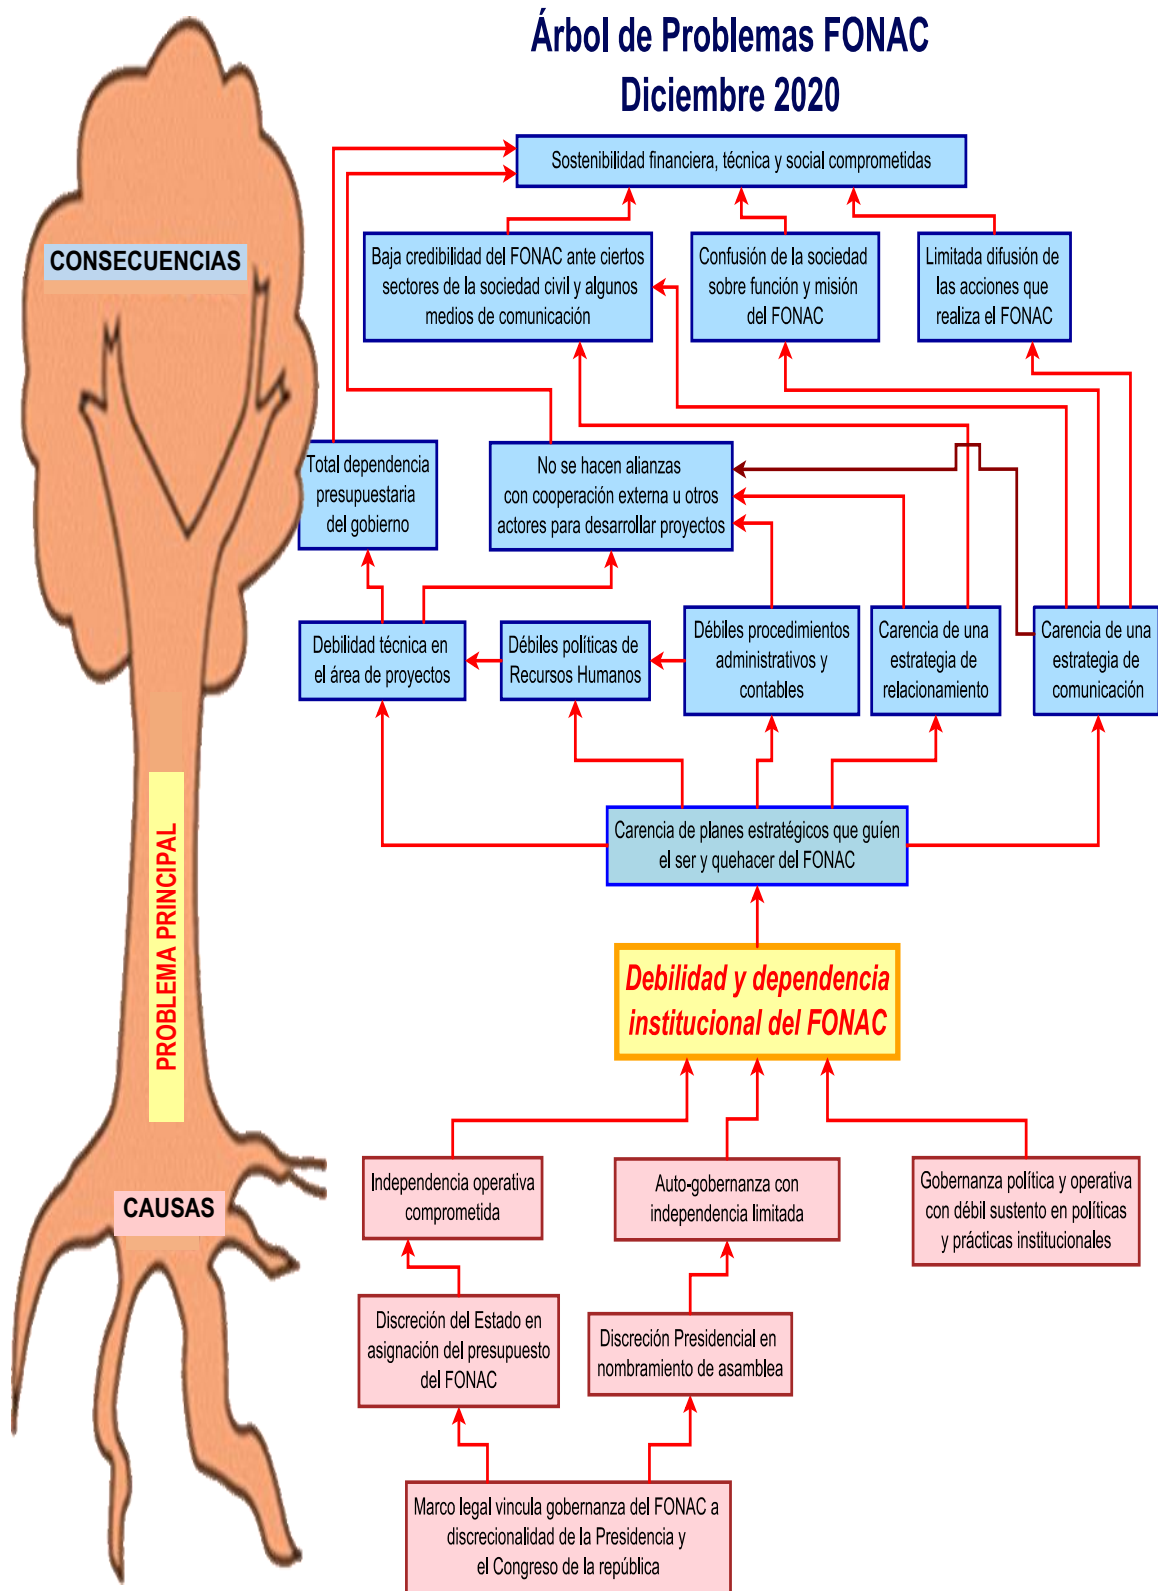 Árbol de Problemas FONAC
Diciembre 2020
Sostenibilidad financiera, técnica y social comprometidas
CONSECUENCIAS
Baja credibilidad del FONAC ante ciertos
sectores de la sociedad civil y algunos
medios de comunicación
Confusión de la sociedad
sobre función y misión
del FONAC
Limitada difusión de
las acciones que
realiza el FONAC
Total dependencia
presupuestaria
del gobierno
No se hacen alianzas
con cooperación externa u otros
actores para desarrollar proyectos
Debilidad técnica en
el área de proyectos
Débiles políticas de
Recursos Humanos
Débiles procedimientos
administrativos y
contables
Carencia de una
estrategia de
relacionamiento
Carencia de una
estrategia de
comunicación
Carencia de planes estratégicos que guíen
el ser y quehacer del FONAC
PROBLEMA PRINCIPAL
Debilidad y dependencia
institucional del FONAC
CAUSAS
Independencia operativa
comprometida
Auto-gobernanza con
independencia limitada
Gobernanza política y operativa
con débil sustento en políticas
y prácticas institucionales
Discreción del Estado en
asignación del presupuesto
del FONAC
Discreción Presidencial en
nombramiento de asamblea
Marco legal vincula gobernanza del FONAC a
discrecionalidad de la Presidencia y
el Congreso de la república